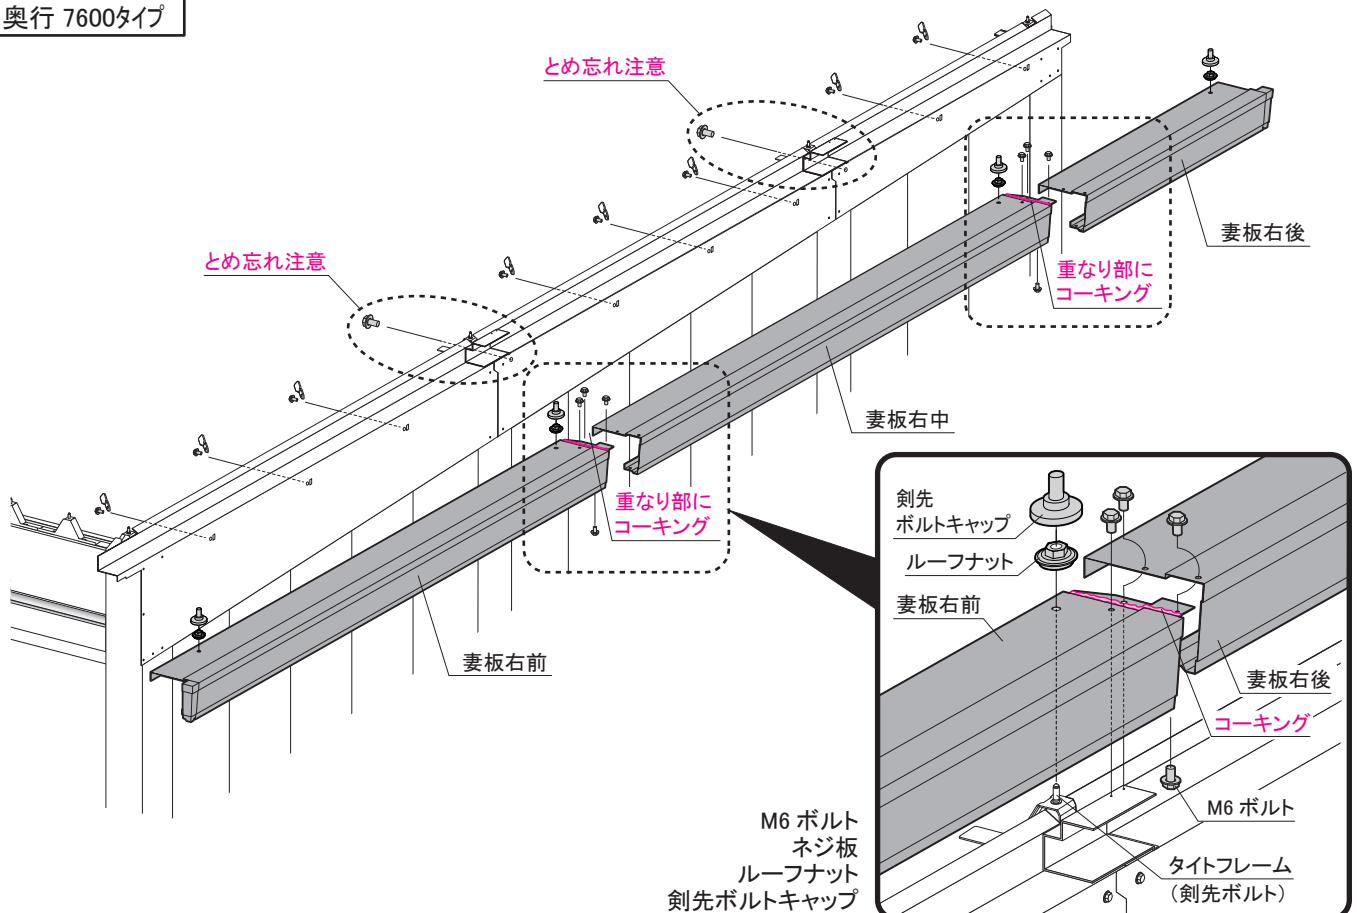 奥行 7600タイプ
とめ忘れ注意
とめ忘れ注意
妻板右後
重なり部に
コーキング
妻板右中
重なり部に
コーキング
妻板右前
剣先
ボルトキャップ
ルーフナット
妻板右前
妻板右後
コーキング
M6 ボルト
タイトフレーム
（剣先ボルト）
M6 ボルト
ネジ板
ルーフナット
剣先ボルトキャップ